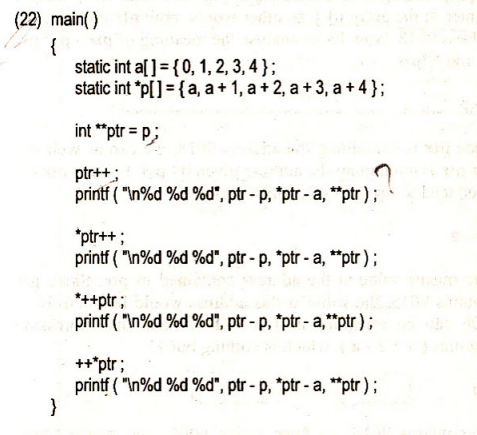 (22) main( )
{
static int a[ ] = { 0, 1, 2, 3, 4 } ;
static int *p[ ] = { a, a + 1, a + 2, a + 3, a + 4 } ;
int **ptr = p ;
ptr++ ;
printf ( "\n%d %d %d", ptr - p, *ptr - a, **ptr ) ; ?
*ptr++ ;
printf ( "\n%d %d %d", ptr - p, *ptr - a, **ptr ) ;
*++ptr ;
printf ( "\n%d %d %d", ptr - p, *ptr - a,**ptr ) ;
++*ptr ;
printf ( "\n%d %d %d", ptr - p, *ptr - a, **ptr ) ;
}